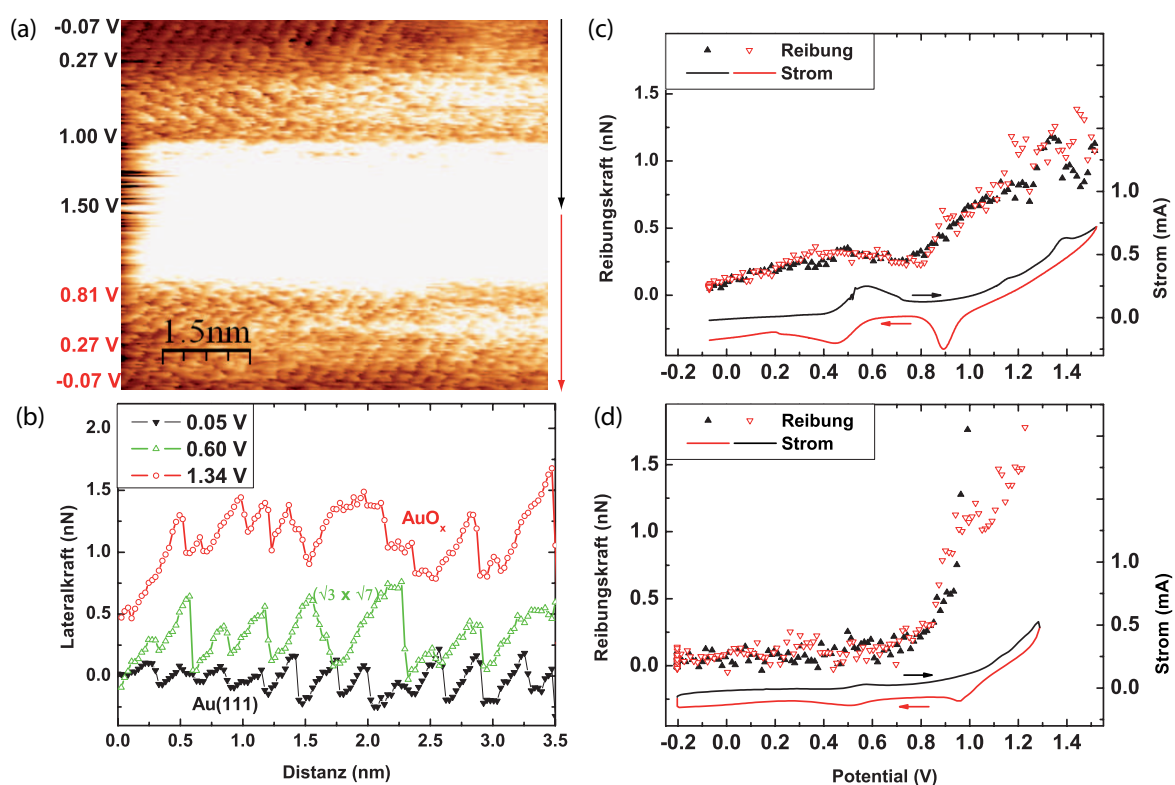 (a)
-0.07 V
0.27 V
1.00 V
1.50 V
0.81 V
0.27 V
-0.07 V
1.5nm
(b)
2.0
1.5
1.0
0.5
0.0
Lateralkraft (nN)
0.05 V
0.60 V
1.34 V
AuOₓ
(√3 x √7)
Au(111)
0.0 0.5 1.0 1.5 2.0 2.5 3.0 3.5
Distanz (nm)
(c)
Reibung
Strom
1.5
1.0
0.5
0.0
Reibungskraft (nN)
1.0
0.5
0.0
Strom (mA)
-0.2 0.0 0.2 0.4 0.6 0.8 1.0 1.2 1.4
(d)
Reibung
Strom
1.5
1.0
0.5
0.0
Reibungskraft (nN)
1.0
0.5
0.0
Strom (mA)
-0.2 0.0 0.2 0.4 0.6 0.8 1.0 1.2 1.4
Potential (V)